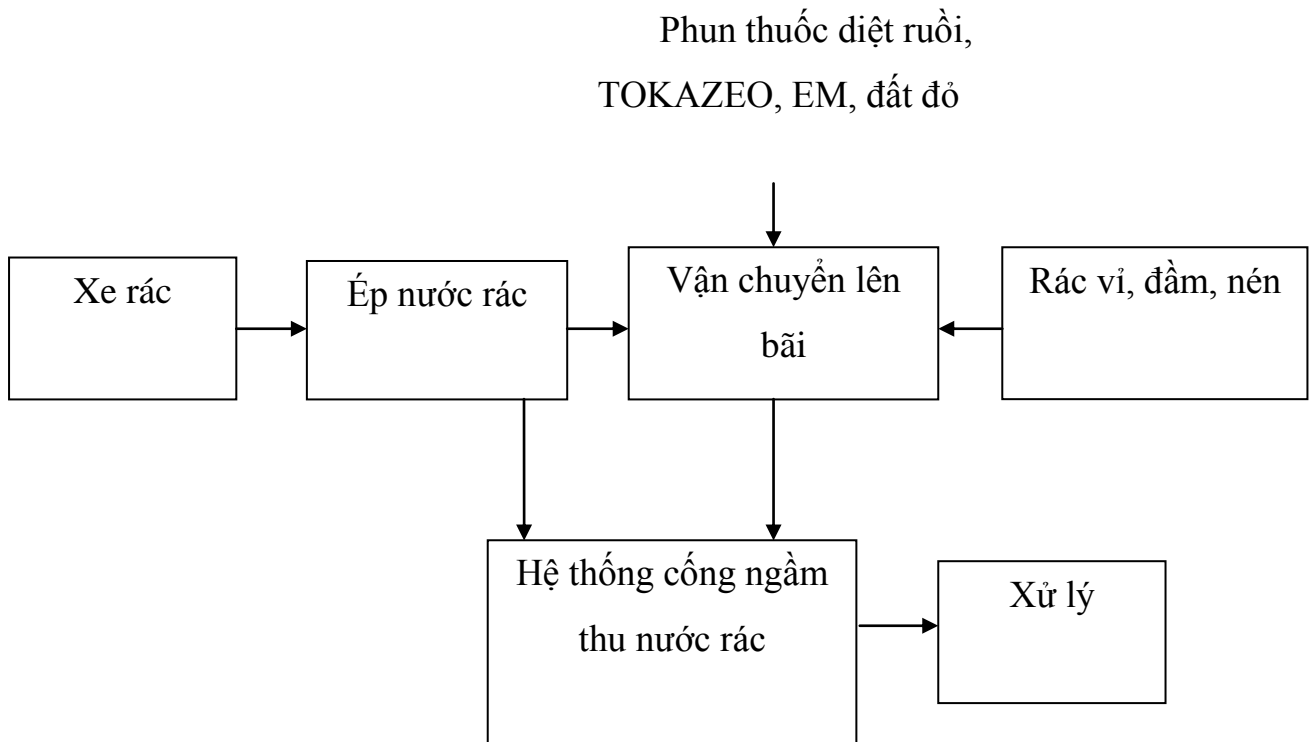 Phun thuốc diệt ruồi,
TOKAZEO, EM, đất đỏ
Xe rác
Ép nước rác
Vận chuyển lên
bãi
Rác vỉ, đầm, nén
Hệ thống cống ngầm
thu nước rác
Xử lý